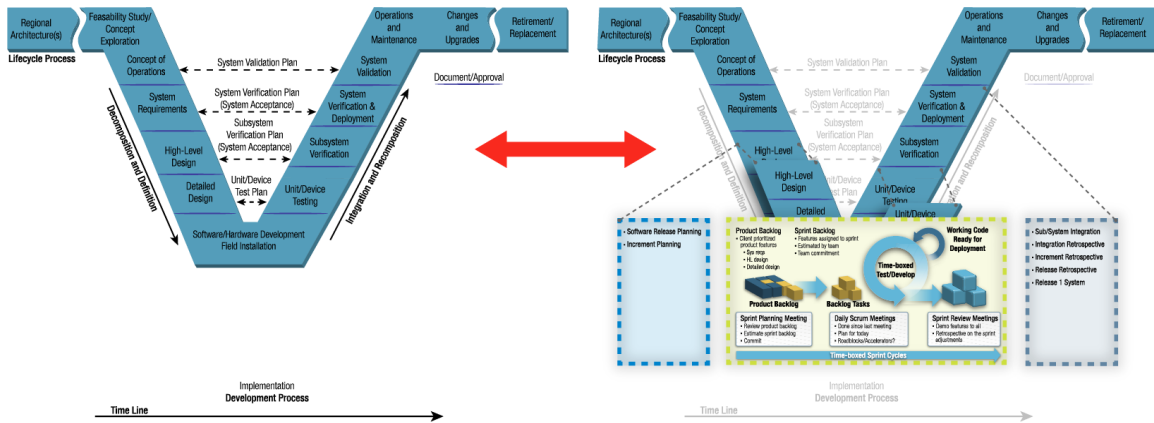 Regional
Architecture(s)
Feasability Study/
Concept
Exploration
Operations
and
Maintenance
Changes
and
Upgrades
Retirement/
Replacement
Lifecycle Process
Concept of
Operations
System Validation Plan
System
Validation
Document/Approval
System
Requirements
System Verification Plan
(System Acceptance)
System
Verification &
Deployment
High-Level
Design
Subsystem
Verification Plan
(System Acceptance)
Subsystem
Verification
Detailed
Design
Unit/Device
Test Plan
Unit/Device
Testing
Decomposition and Definition
Integration and Recomposition
Software/Hardware Development
Field Installation
Implementation
Development Process
Time Line
Regional
Architecture(s)
Feasability Study/
Concept
Exploration
Operations
and
Maintenance
Changes
and
Upgrades
Retirement/
Replacement
Lifecycle Process
Concept of
Operations
System Validation Plan
System
Validation
Document/Approval
System
Requirements
System Verification Plan
(System Acceptance)
System
Verification &
Deployment
High-Level
Subsystem
Verification Plan
(System Acceptance)
Subsystem
Verification
High-Level
Design
Detailed
Unit/Device
Testing
Unit/Device
Decomposition and Definition
and Recomposition
• Software Release Planning
• Increment Planning
Product Backlog
• Client prioritized
product features
• Sys reqs
• HL design
• Detailed design
Sprint Backlog
• Features assigned to sprint
• Estimated by team
• Team commitment
Time-boxed
Test/Develop
Working Code
Ready for
Deployment
Product Backlog
Backlog Tasks
Sprint Planning Meeting
• Review product backlog
• Estimate sprint backlog
• Commit
Daily Scrum Meetings
• Done since last meeting
• Plan for today
• Roadblocks/Accelerators?
Sprint Review Meetings
• Demo features to all
• Retrospective on the sprint
adjustments
Time-boxed Sprint Cycles
• Sub/System Integration
• Integration Retrospective
• Increment Retrospective
• Release Retrospective
• Release 1 System
Implementation
Development Process
Time Line